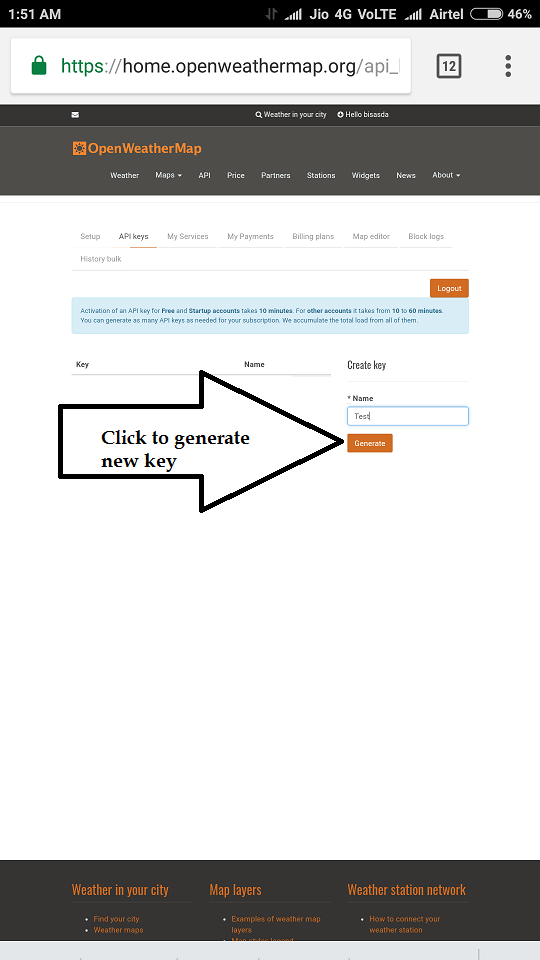 1:51 AM Jio 4G VoLTE Airtel 46%
https://home.openweathermap.org/api_ 12
Weather in your city Hello bisasda
OpenWeatherMap
Weather Maps API Price Partners Stations Widgets News About
Setup API keys My Services My Payments Billing plans Map editor Block logs
History bulk
Logout
Activation of an API key for Free and Startup accounts takes 10 minutes. For other accounts it takes from 10 to 60 minutes.
You can generate as many API keys as needed for your subscription. We accumulate the total load from all of them.
Key Name Create key
* Name
Test
Generate
Click to generate
new key
Weather in your city
Find your city
Weather maps
Map layers
Examples of weather map
layers
Map styles legend
Weather station network
How to connect your
weather station